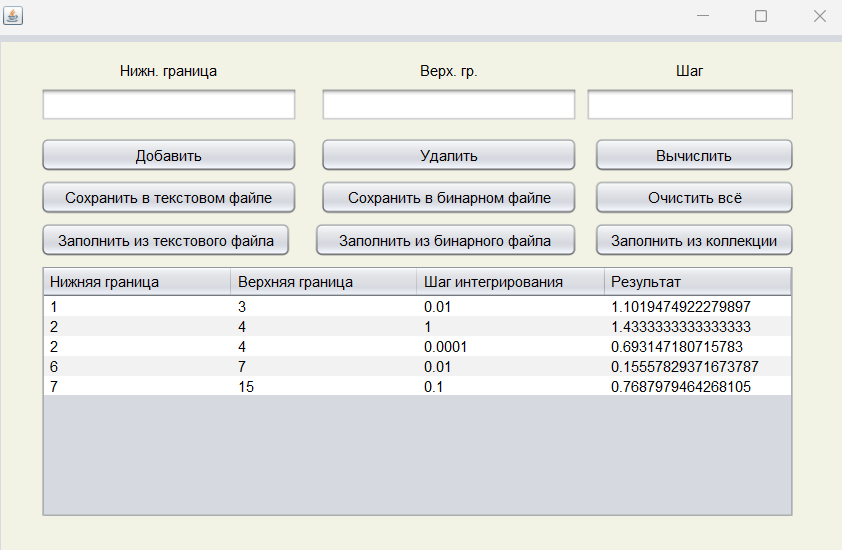 Нижн. граница Верх. гр. Шаг
Добавить Удалить Вычислить
Сохранить в текстовом файле Сохранить в бинарном файле Очистить всё
Заполнить из текстового файла Заполнить из бинарного файла Заполнить из коллекции
Нижняя граница Верхняя граница Шаг интегрирования Результат
1 3 0.01 1.1019474922279897
2 4 1 1.4333333333333333
2 4 0.0001 0.693147180715783
6 7 0.01 0.15557829371673787
7 15 0.1 0.7687979464268105